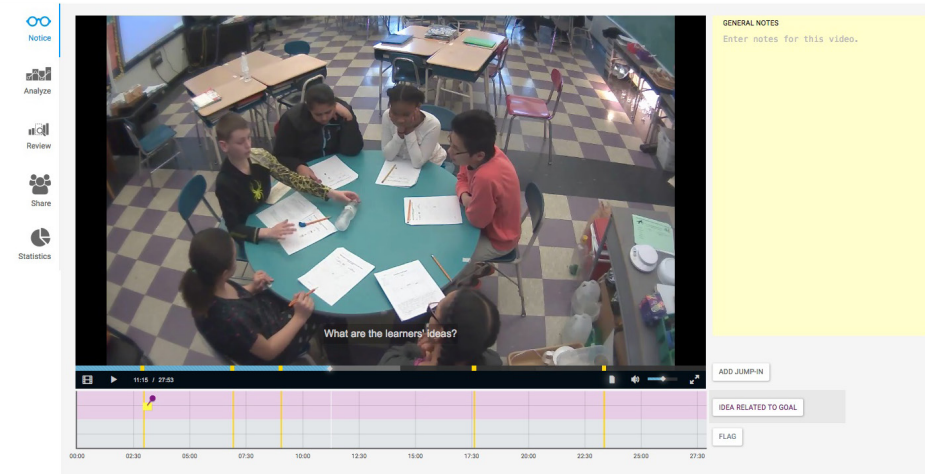 Notice
Analyze
Review
Share
Statistics
What are the learners' ideas?
11:15 / 27:53
00:00 02:30 05:00 07:30 10:00 12:30 15:00 17:30 20:00 22:30 25:00 27:30
GENERAL NOTES
Enter notes for this video.
ADD JUMP-IN
IDEA RELATED TO GOAL
FLAG